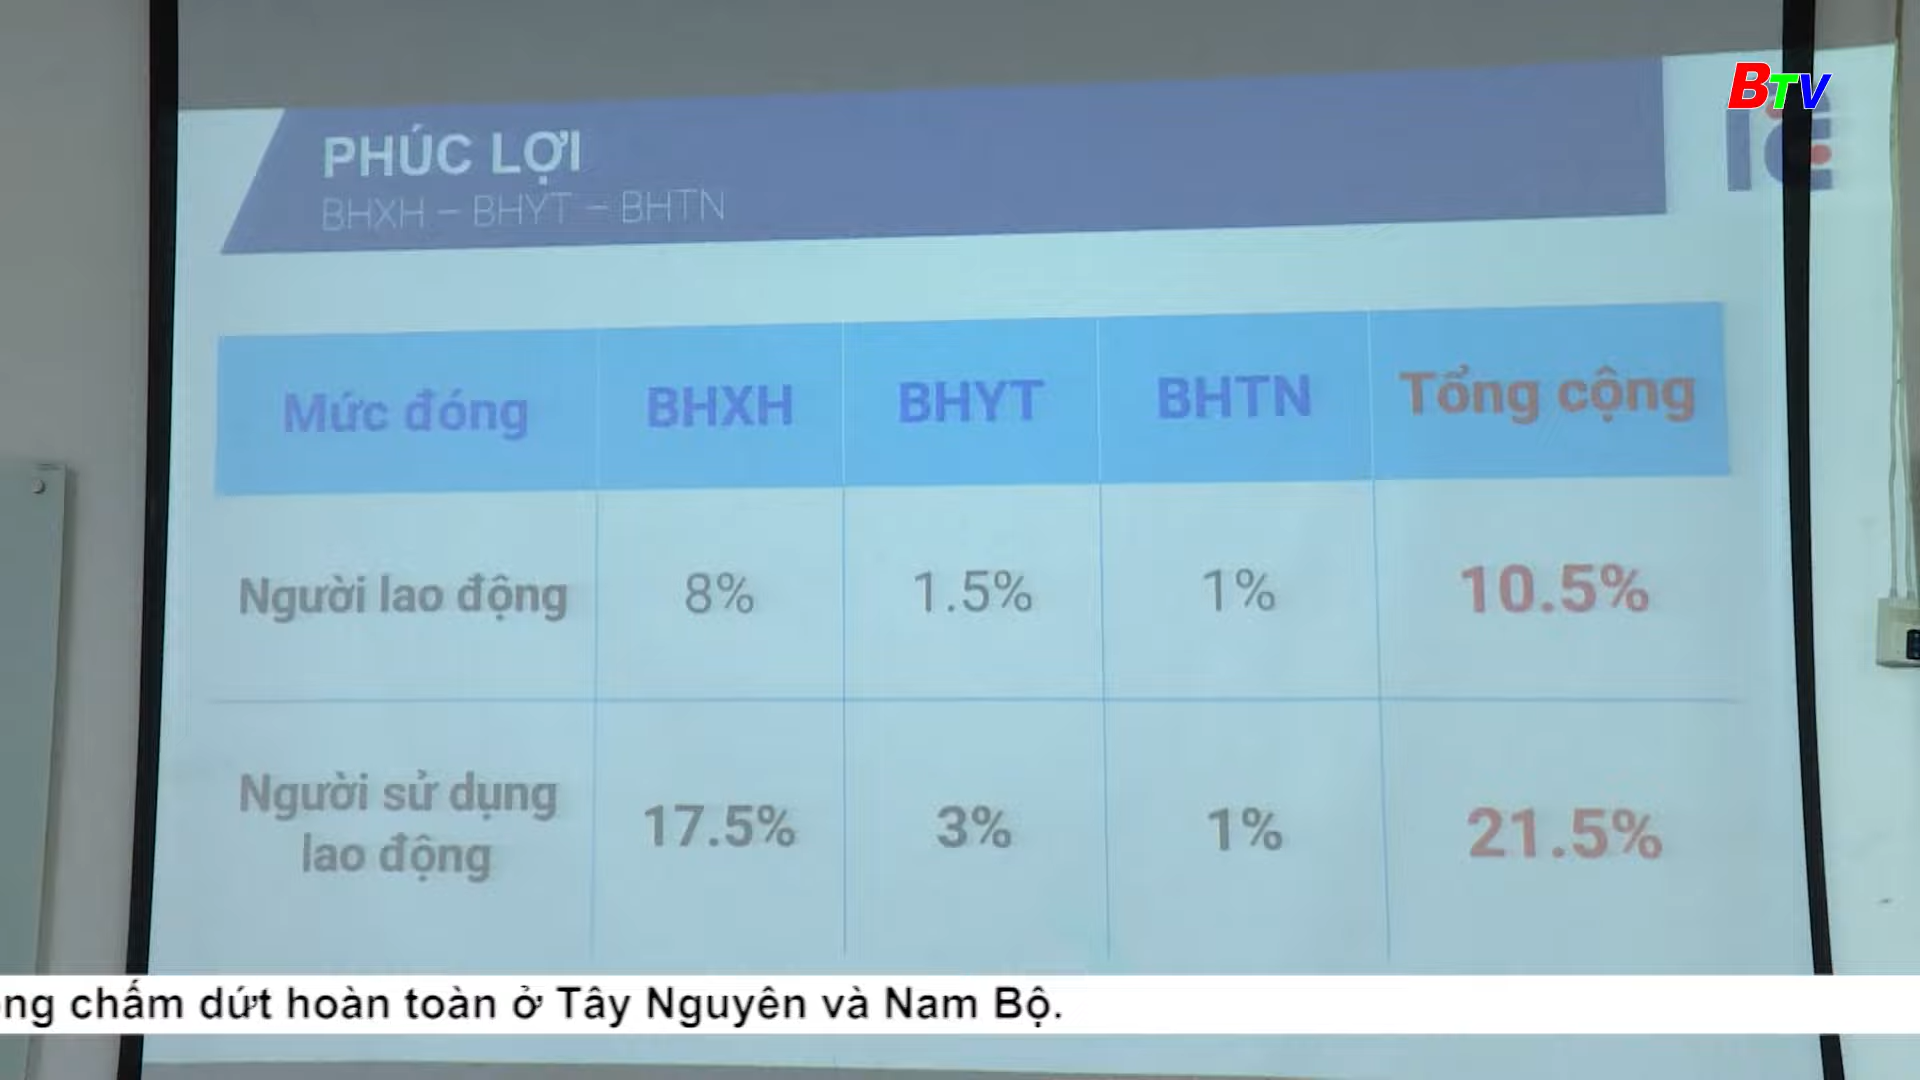 BTV
PHÚC LỢI
BHXH – BHYT – BHTN
Mức đóng BHXH BHYT BHTN Tổng cộng
Người lao động 8% 1.5% 1% 10.5%
Người sử dụng
lao động 17.5% 3% 1% 21.5%
chấm dứt hoàn toàn ở Tây Nguyên và Nam Bộ.